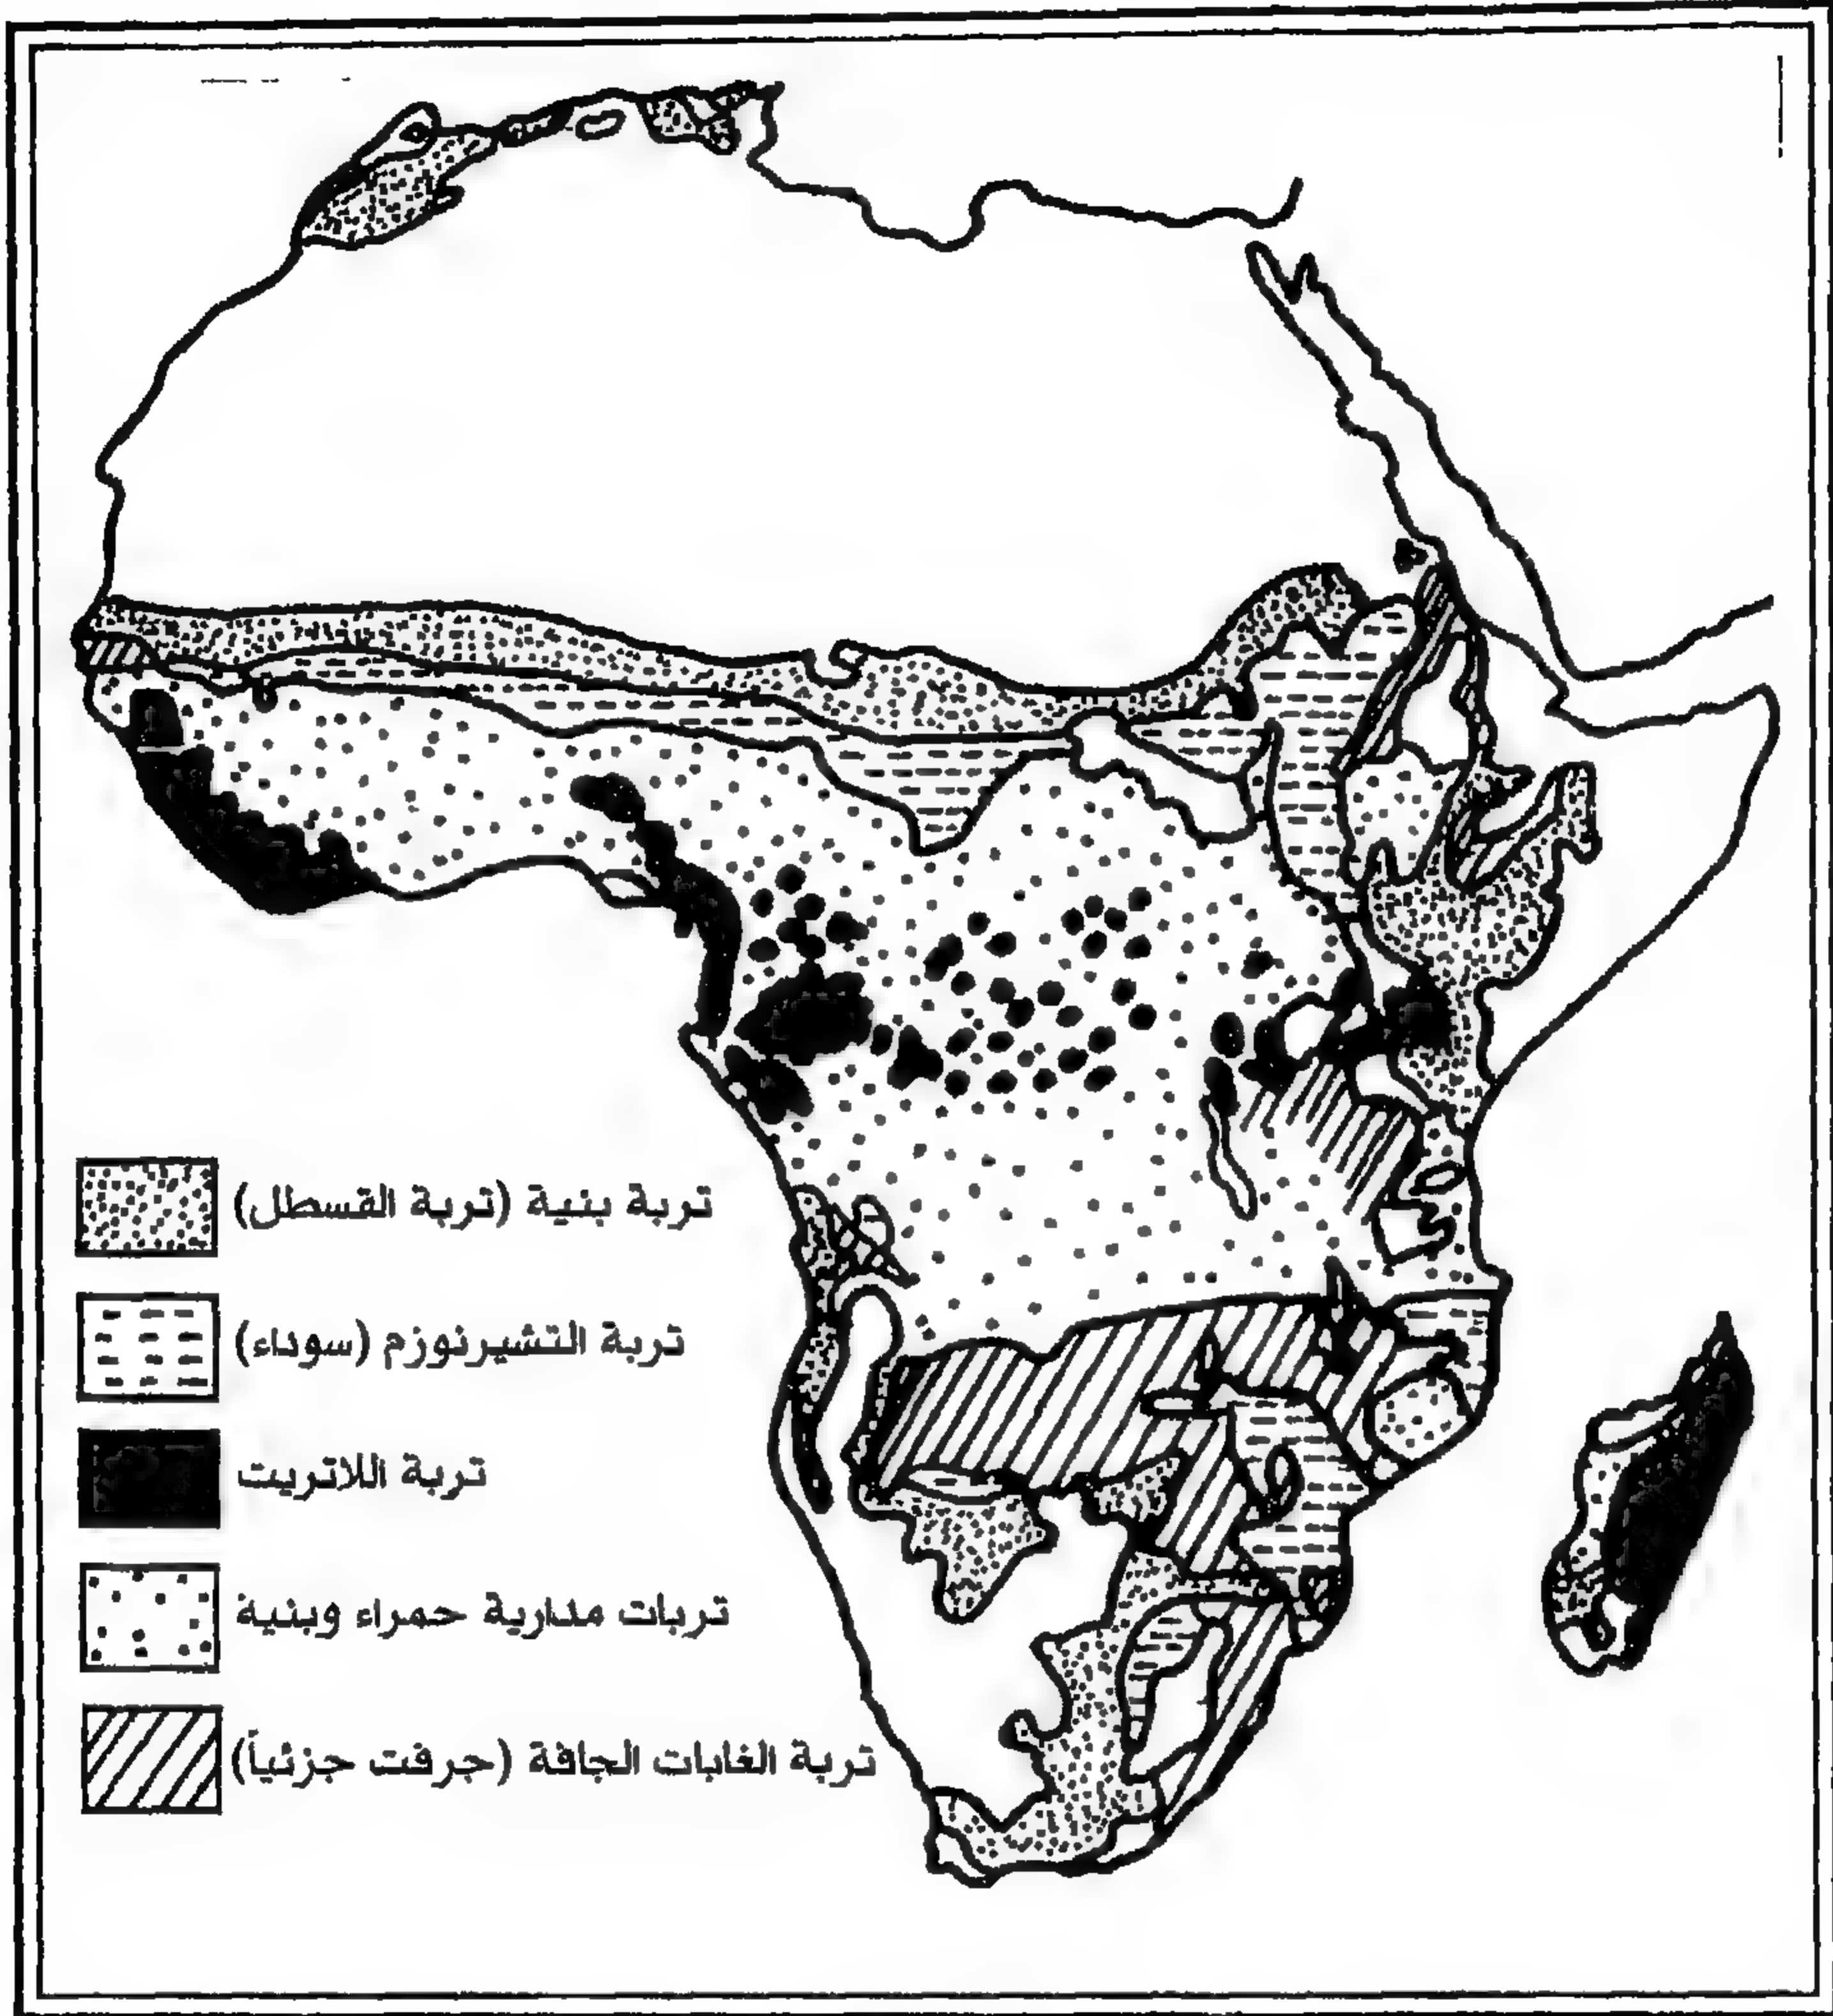 تربة بنية (تربة القسطل)
تربة التشيرنوزم (سوداء)
تربة اللاتريت
تربات مدارية حمراء وبنية
تربة الغابات الجافة (جرفت جزئياً)